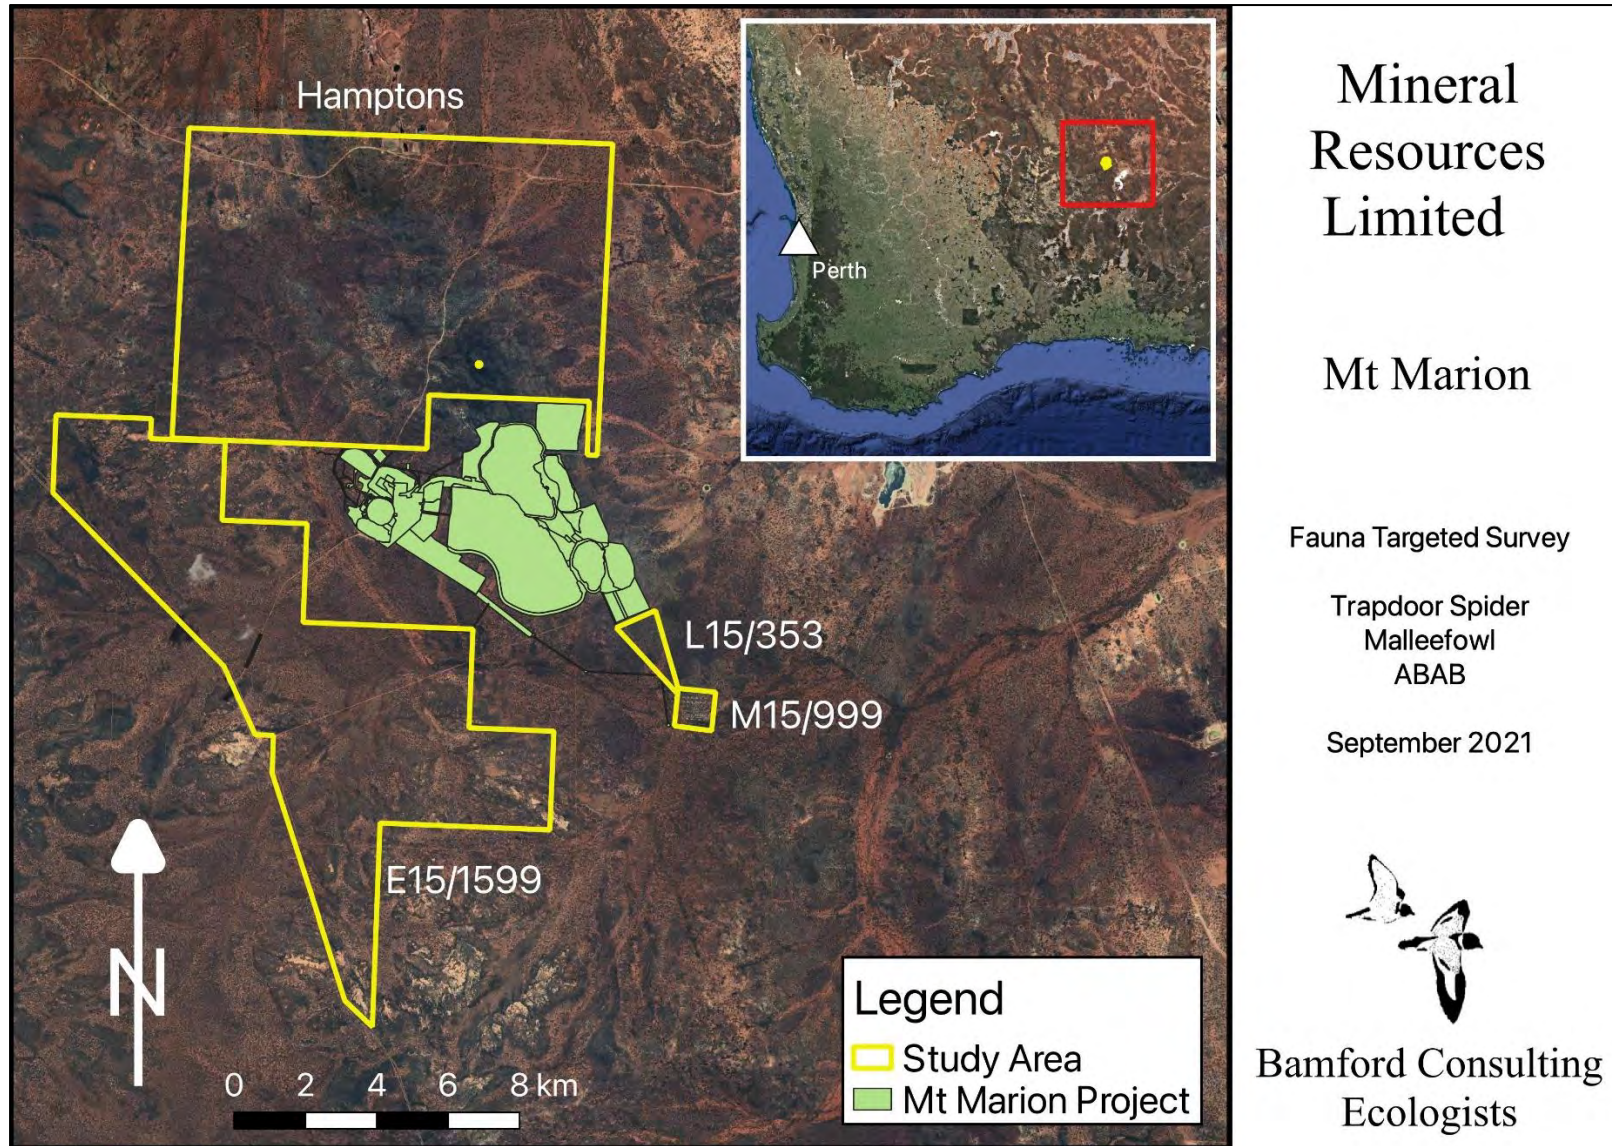 Hamptons
Perth
L15/353
M15/999
E15/1599
N
0 2 4 6 8 km
Legend
Study Area
Mt Marion Project
Mineral
Resources
Limited
Mt Marion
Fauna Targeted Survey
Trapdoor Spider
Malleefowl
ABAB
September 2021
Bamford Consulting
Ecologists